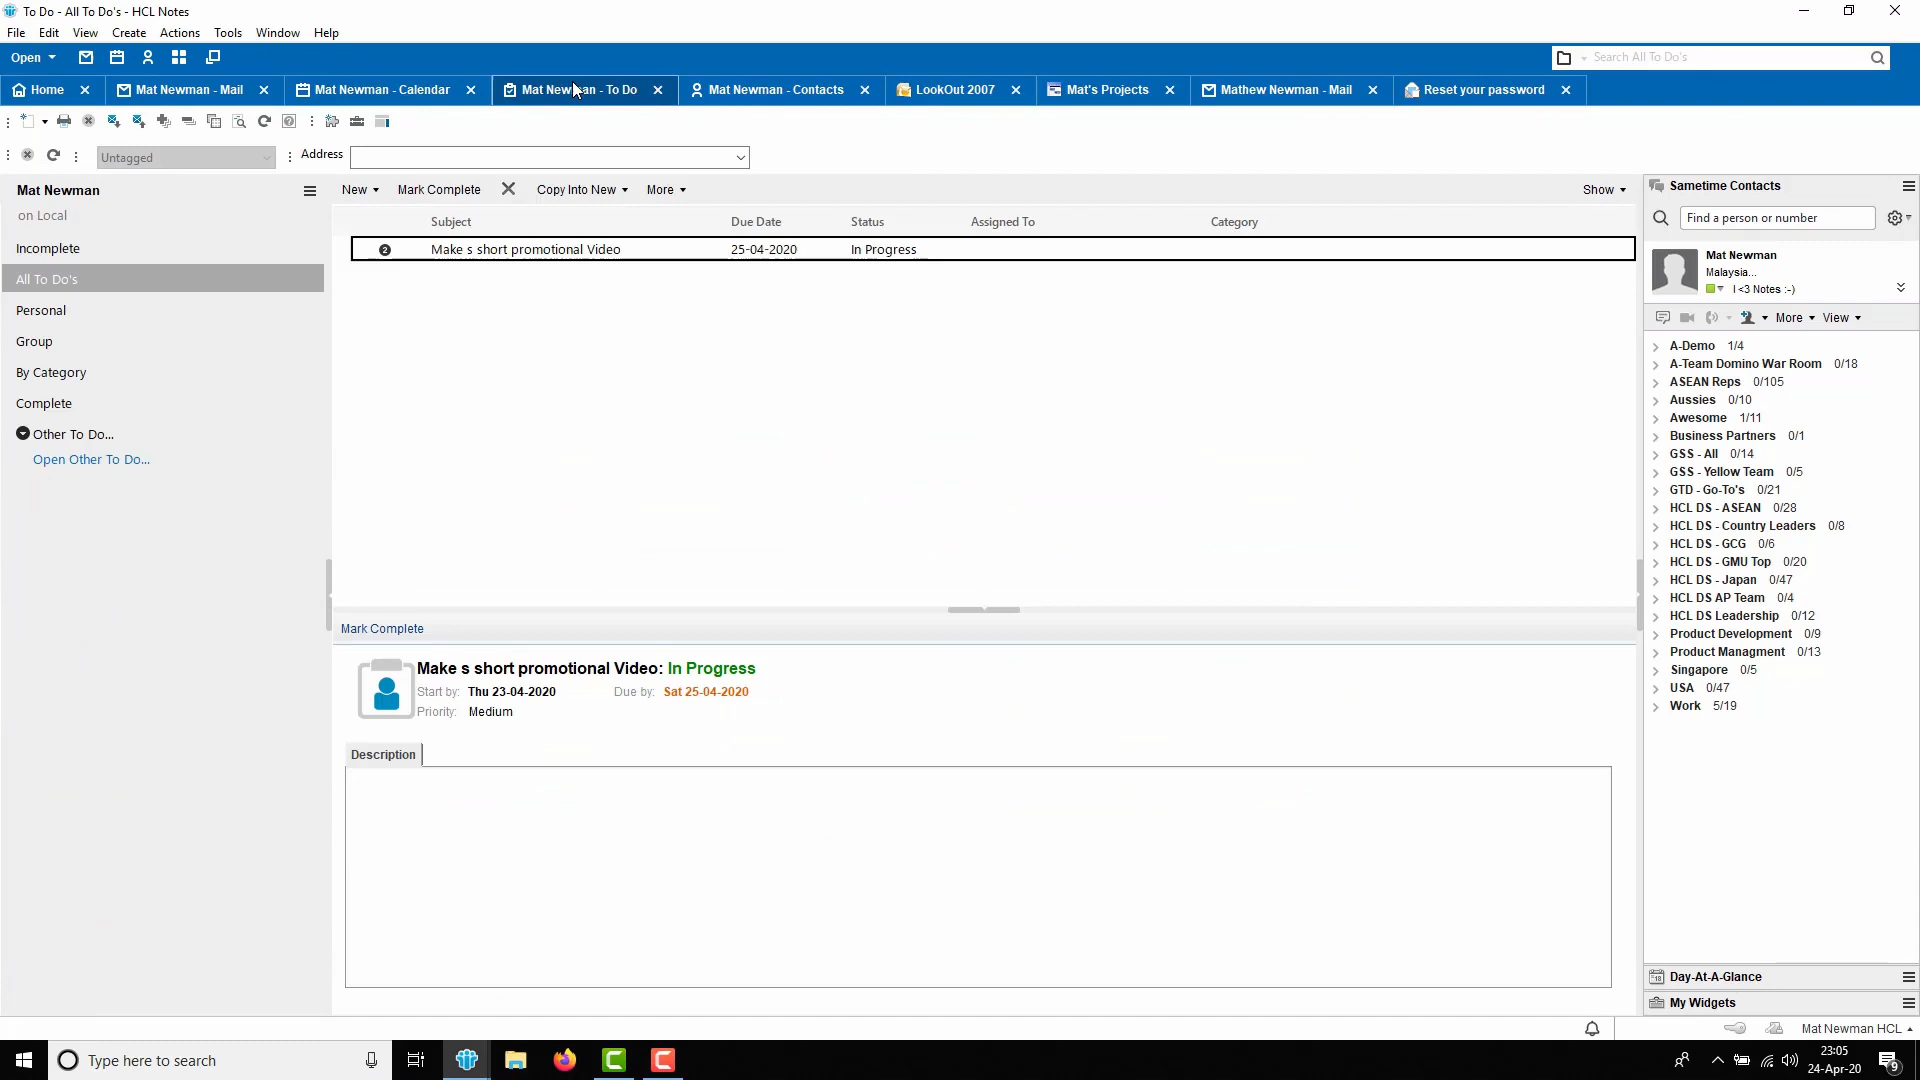 To Do - All To Do's - HCL Notes
File Edit View Create Actions Tools Window Help
Open Search All To Do's
Home Mat Newman - Mail Mat Newman - Calendar Mat Newman - To Do Mat Newman - Contacts LookOut 2007 Mat's Projects Mathew Newman - Mail Reset your password
Untagged Address
Mat Newman
on Local
Incomplete
All To Do's
Personal
Group
By Category
Complete
Other To Do...
Open Other To Do...
New Mark Complete Copy Into New More Show
Subject Due Date Status Assigned To Category
2 Make s short promotional Video 25-04-2020 In Progress
Mark Complete
Make s short promotional Video: In Progress
Start by: Thu 23-04-2020 Due by: Sat 25-04-2020
Priority: Medium
Description
Sametime Contacts
Find a person or number
Mat Newman
Malaysia...
I <3 Notes :-)
More View
A-Demo 1/4
A-Team Domino War Room 0/18
ASEAN Reps 0/105
Aussies 0/10
Awesome 1/11
Business Partners 0/1
GSS - All 0/14
GSS - Yellow Team 0/5
GTD - Go-To's 0/21
HCL DS - ASEAN 0/28
HCL DS - Country Leaders 0/8
HCL DS - GCG 0/6
HCL DS - GMU Top 0/20
HCL DS - Japan 0/47
HCL DS AP Team 0/4
HCL DS Leadership 0/12
Product Development 0/9
Product Managment 0/13
Singapore 0/5
USA 0/47
Work 5/19
Day-At-A-Glance
My Widgets
Mat Newman HCL
Type here to search
23:05
24-Apr-20
9